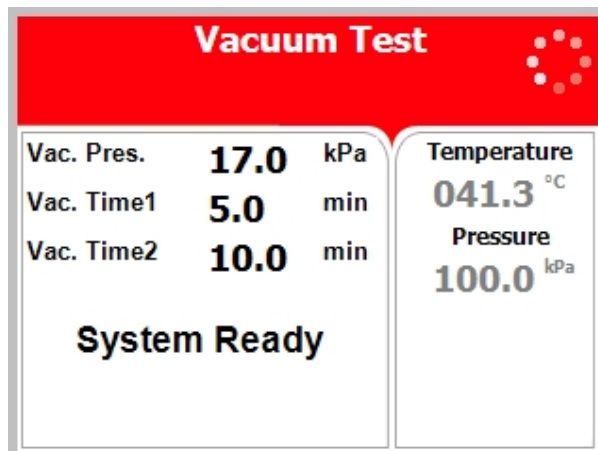 Vacuum Test
Vac. Pres. 17.0 kPa
Vac. Time1 5.0 min
Vac. Time2 10.0 min
System Ready
Temperature
041.3 °C
Pressure
100.0 kPa